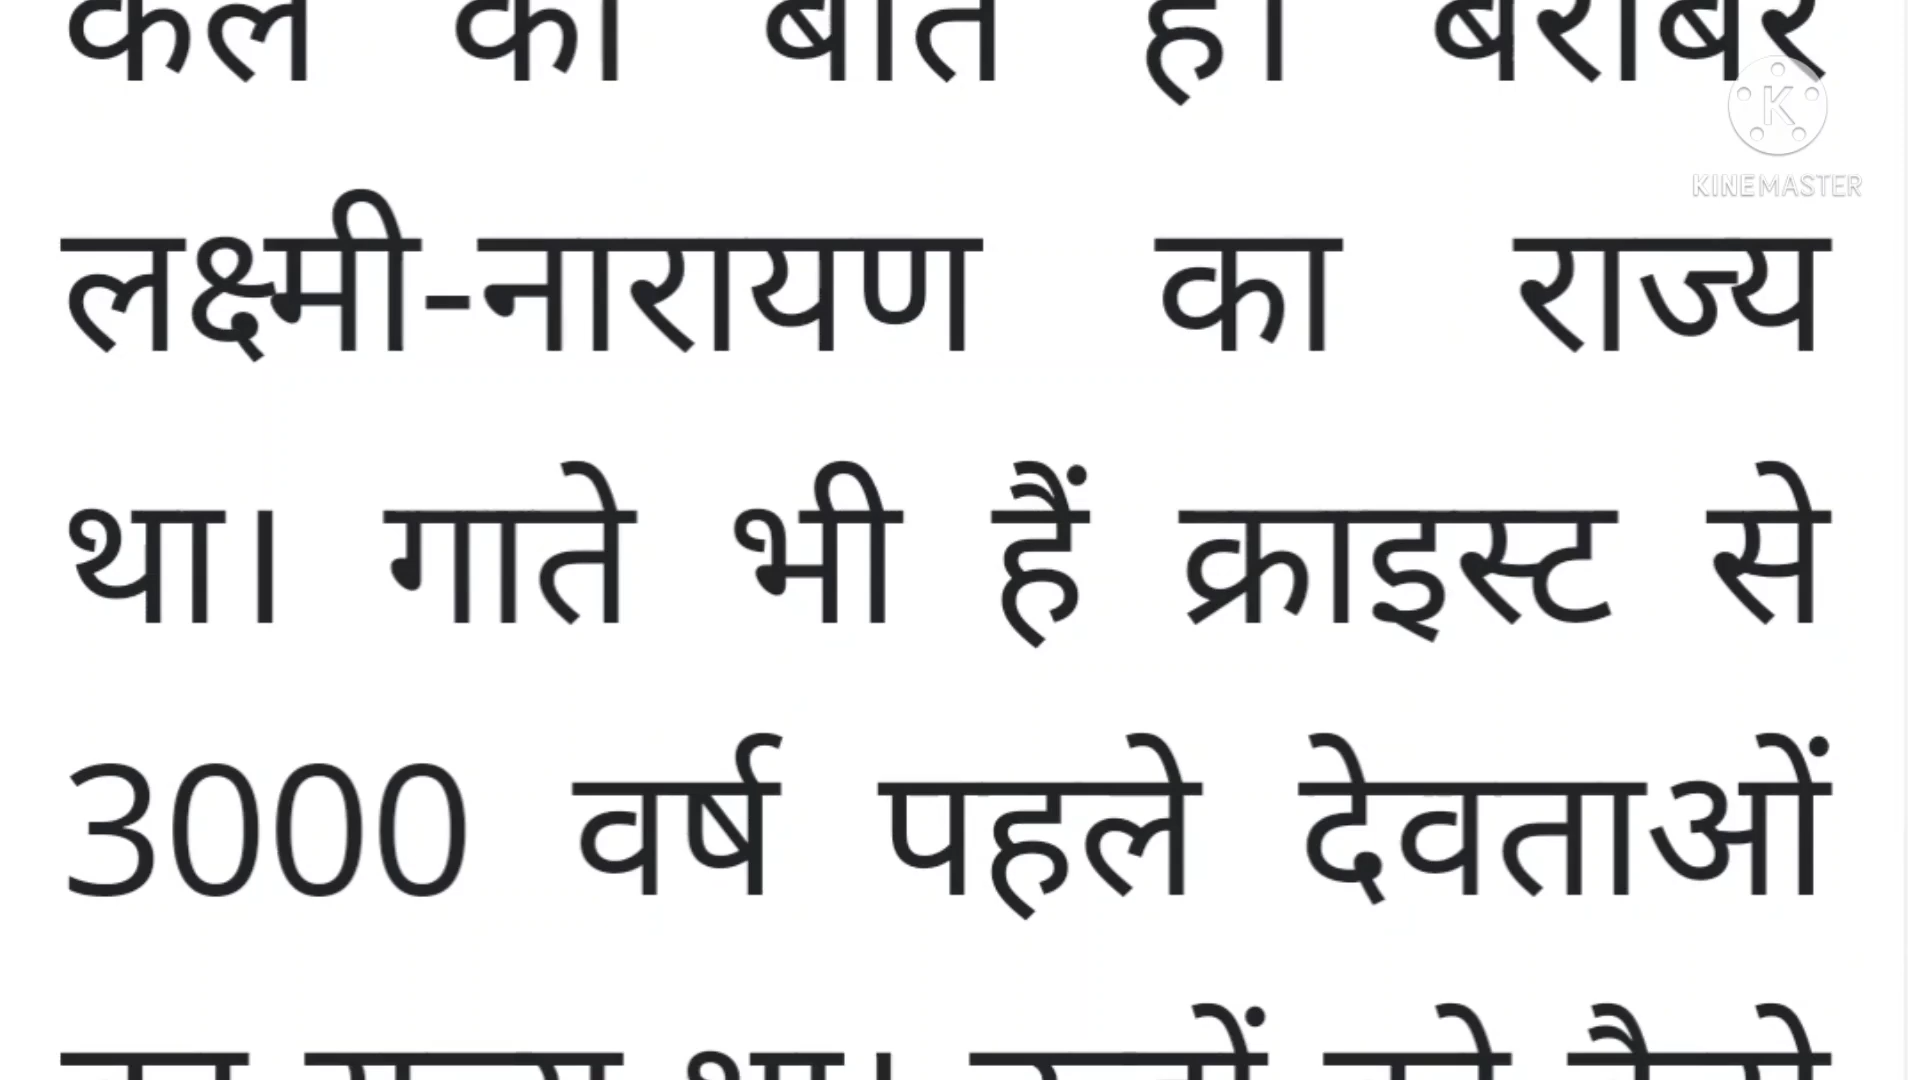 कल की बात है। बराबर
KINEMASTER
लक्ष्मी-नारायण का राज्य
था। गाते भी हैं क्राइस्ट से
3000 वर्ष पहले देवताओं